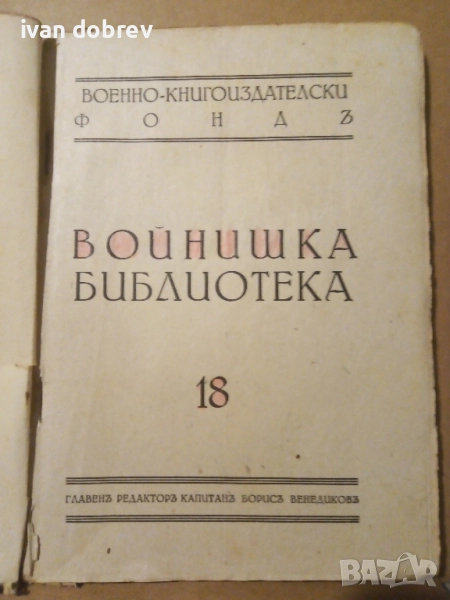 ivan dobrev
ВОЕННО-КНИГОИЗДАТЕЛСКИ
ФОНДЪ
ВОЙНИШКА
БИБЛИОТЕКА
18
ГЛАВЕНЪ РЕДАКТОРЪ КАПИТАНЪ БОРИСЪ ВЕНЕДИКОВЪ
BAZAR